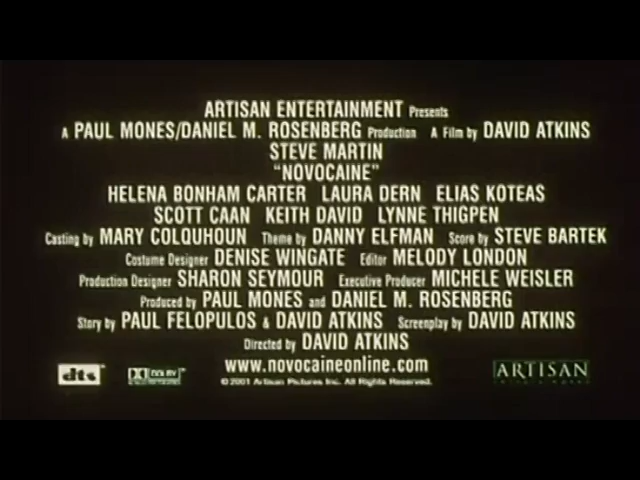 ARTISAN ENTERTAINMENT Presents
A PAUL MONES/DANIEL M. ROSENBERG Production A Film by DAVID ATKINS
STEVE MARTIN
"NOVOCAINE"
HELENA BONHAM CARTER LAURA DERN ELIAS KOTEAS
SCOTT CAAN KEITH DAVID LYNNE THIGPEN
Casting by MARY COLQUHOUN Theme by DANNY ELFMAN Score by STEVE BARTEK
Costume Designer DENISE WINGATE Editor MELODY LONDON
Production Designer SHARON SEYMOUR Executive Producer MICHELE WEISLER
Produced by PAUL MONES and DANIEL M. ROSENBERG
Story by PAUL FELOPULOS & DAVID ATKINS Screenplay by DAVID ATKINS
Directed by DAVID ATKINS
dts DOLBY www.novocaineonline.com ARTISAN
©2001 Artisan Pictures Inc. All Rights Reserved.